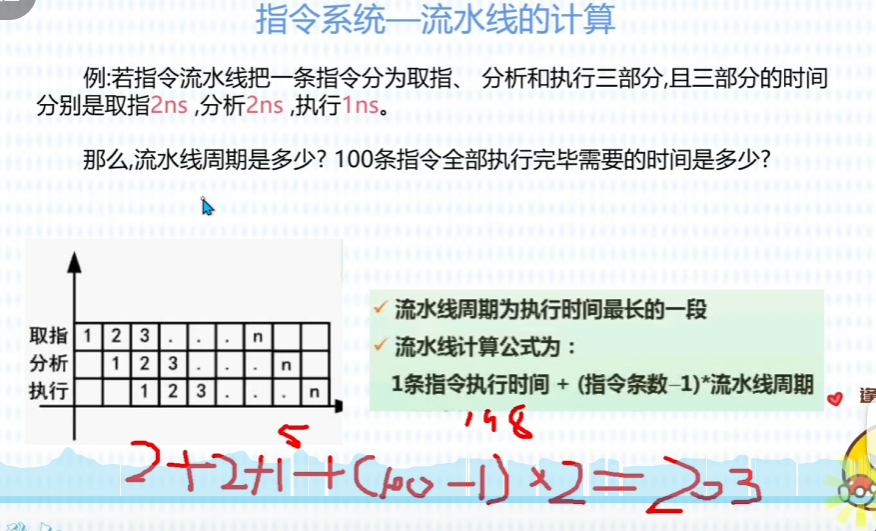 指令系统—流水线的计算
例:若指令流水线把一条指令分为取指、 分析和执行三部分,且三部分的时间
分别是取指2ns ,分析2ns ,执行1ns。
那么,流水线周期是多少? 100条指令全部执行完毕需要的时间是多少?
取指 1 2 3 . . . n
分析 1 2 3 . . . n
执行 1 2 3 . . . n
✓ 流水线周期为执行时间最长的一段
✓ 流水线计算公式为：
1条指令执行时间 + (指令条数–1)*流水线周期
5 198
2+2+1+(100-1)×2=203